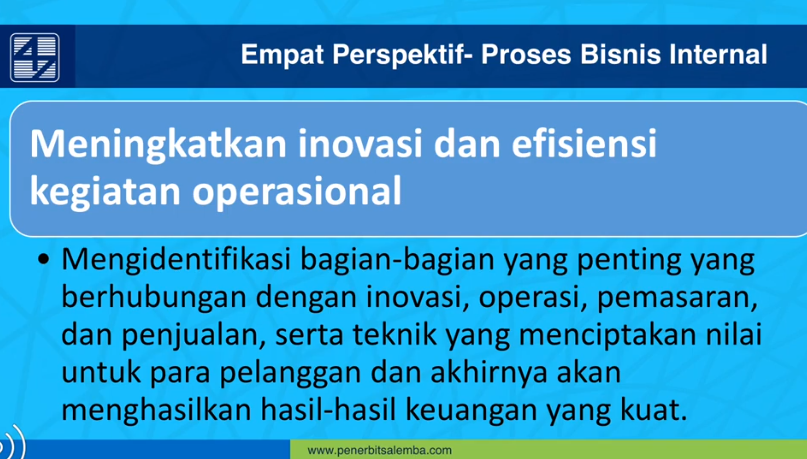 Empat Perspektif- Proses Bisnis Internal
Meningkatkan inovasi dan efisiensi
kegiatan operasional
• Mengidentifikasi bagian-bagian yang penting yang
berhubungan dengan inovasi, operasi, pemasaran,
dan penjualan, serta teknik yang menciptakan nilai
untuk para pelanggan dan akhirnya akan
menghasilkan hasil-hasil keuangan yang kuat.
www.penerbitsalemba.com